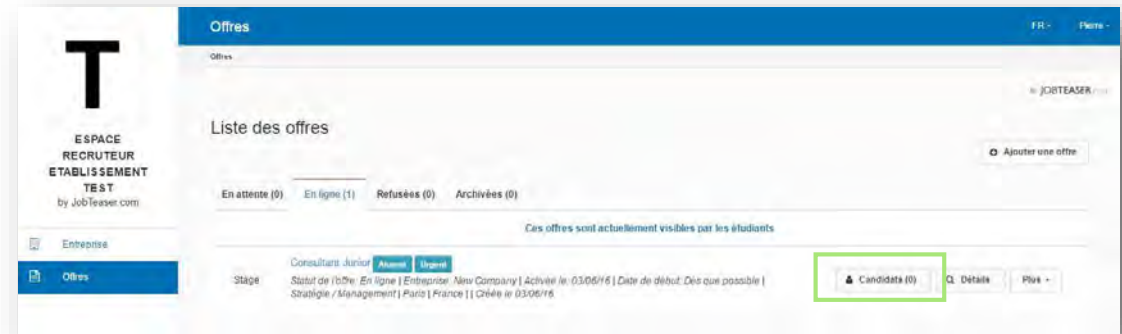 Offres
FR
Pierre
T
Offres
JOBTEASER
Liste des offres
ESPACE
RECRUTEUR
ETABLISSEMENT
TEST
by JobTeaser.com
Ajouter une offre
En attente (0) En ligne (1) Refusées (0) Archivées (0)
Ces offres sont actuellement visibles par les étudiants
Entreprise
Offres
Consultant Junior Urgent
Stage
Statut de l'offre: En ligne | Entreprise: New Company | Activée le: 03/06/16 | Date de début: Dès que possible |
Stratégie / Management | Paris | France | | Créée le 03/06/16
Candidats (0) Détails Plus